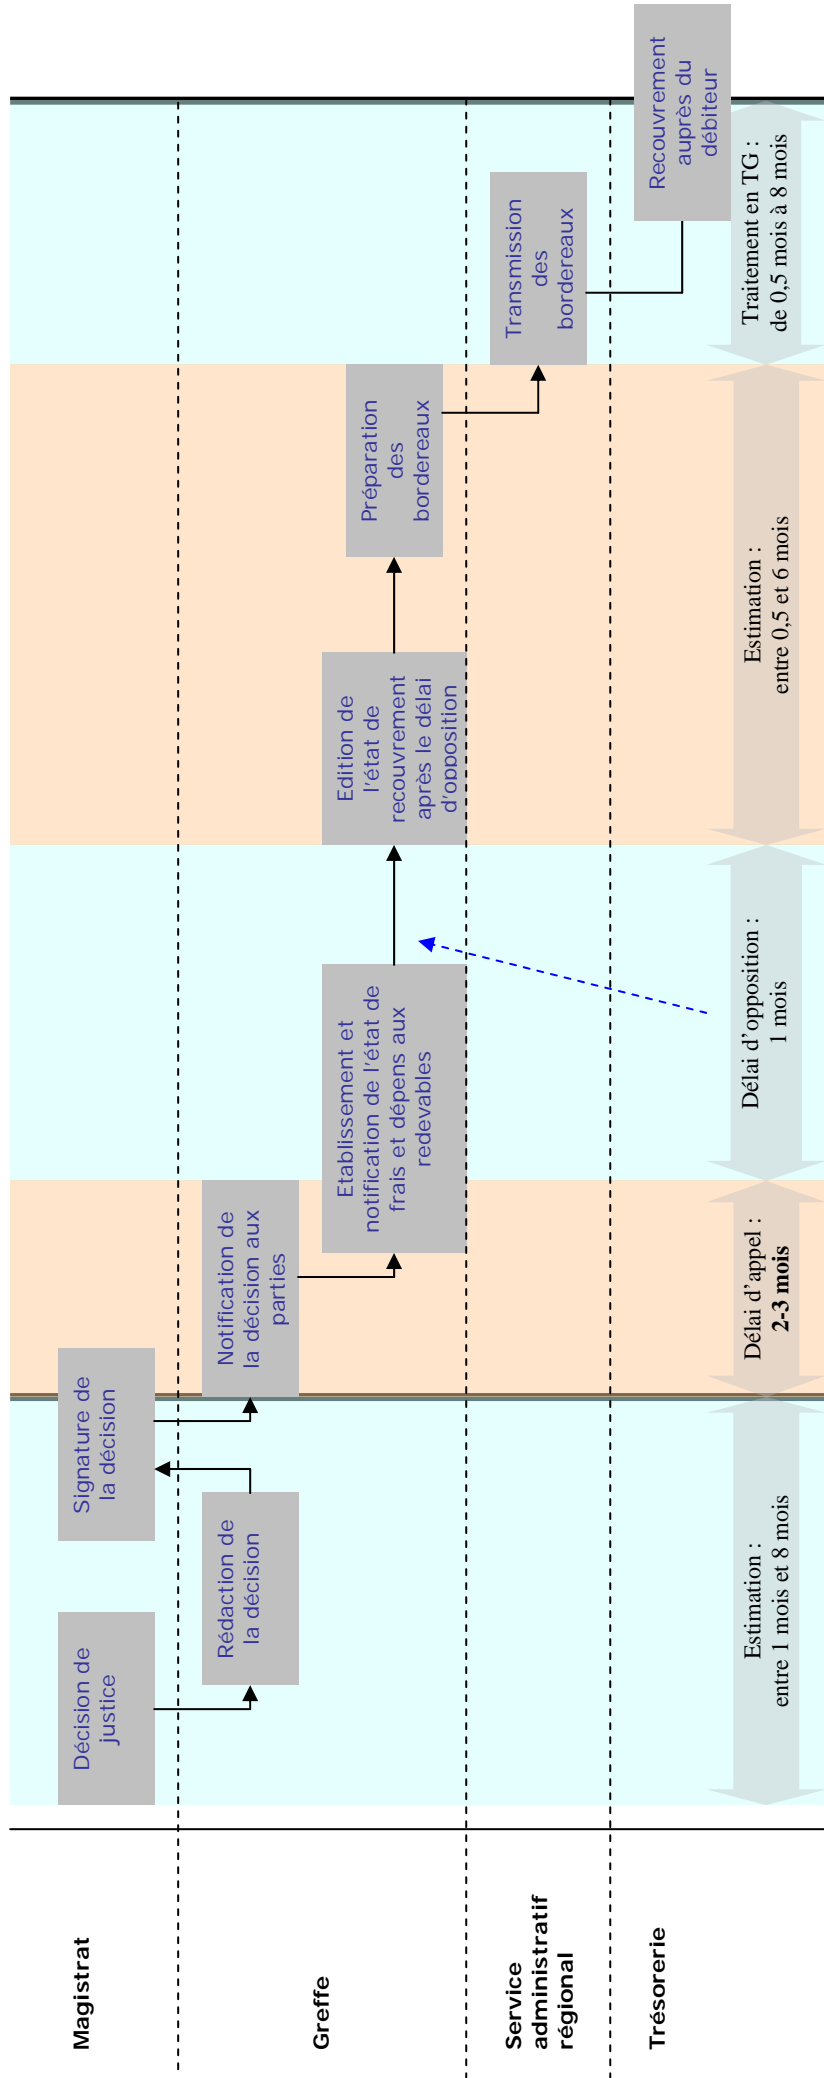 Magistrat
Décision de
justice
Signature de
la décision
Greffe
Rédaction de
la décision
Notification de
la décision aux
parties
Etablissement et
notification de l'état de
frais et dépens aux
redevables
Edition de
l'état de
recouvrement
après le délai
d'opposition
Préparation
des
bordereaux
Service
administratif
régional
Transmission
des
bordereaux
Trésorerie
Recouvrement
auprès du
débiteur
Estimation :
entre 1 mois et 8 mois
Délai d'appel :
2-3 mois
Délai d'opposition :
1 mois
Estimation :
entre 0,5 et 6 mois
Traitement en TG :
de 0,5 mois à 8 mois